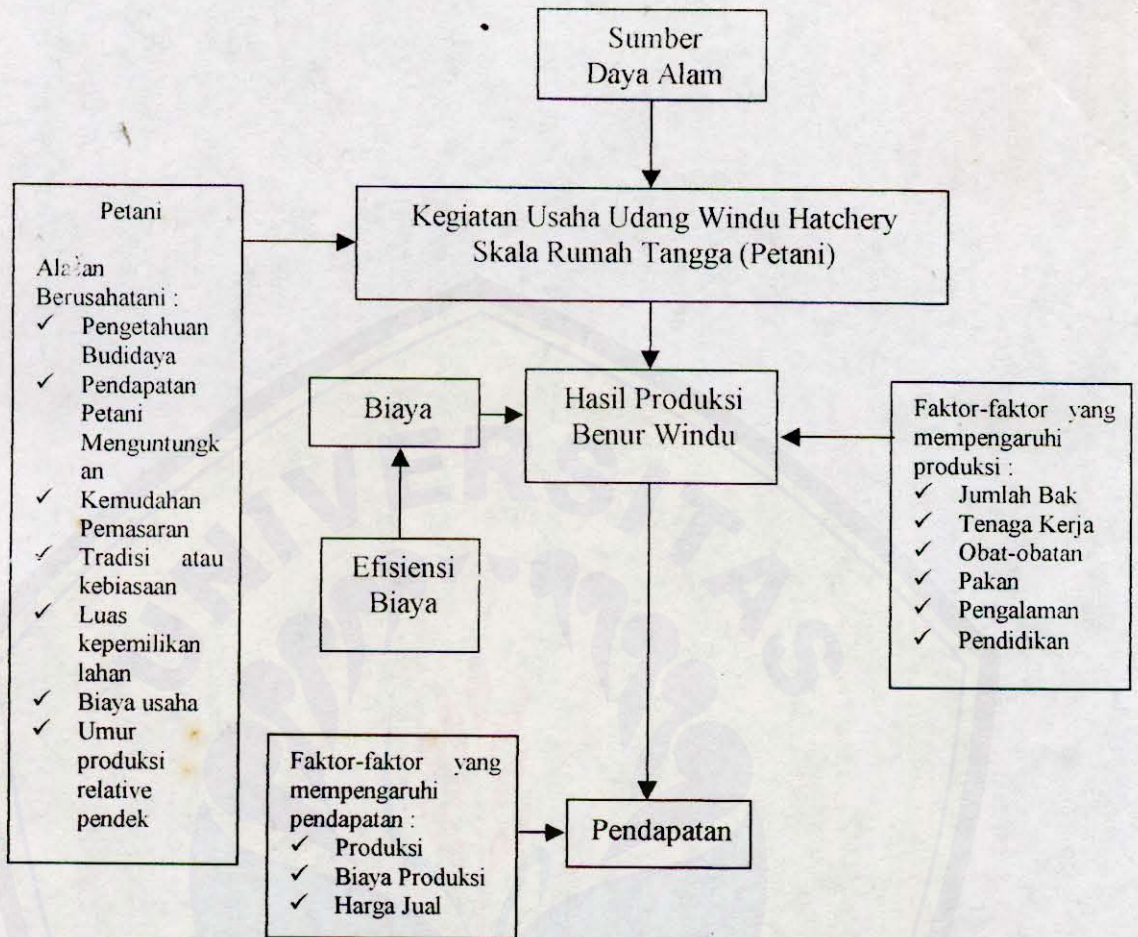 Sumber
Daya Alam
Petani
Berusahatani :
✓ Pengetahuan
Budidaya
✓ Pendapatan
Petani
Menguntungk
an
✓ Kemudahan
Pemasaran
✓ Tradisi atau
kebiasaan
✓ Luas
kepemilikan
lahan
✓ Biaya usaha
✓ Umur
produksi
relative
pendek
Kegiatan Usaha Udang Windu Hatchery
Skala Rumah Tangga (Petani)
Biaya
Efisiensi
Biaya
Hasil Produksi
Benur Windu
Faktor-faktor yang
mempengaruhi
produksi :
✓ Jumlah Bak
✓ Tenaga Kerja
✓ Obat-obatan
✓ Pakan
✓ Pengalaman
✓ Pendidikan
Faktor-faktor yang
mempengaruhi
pendapatan :
✓ Produksi
✓ Biaya Produksi
✓ Harga Jual
Pendapatan
UNIVERSITAS